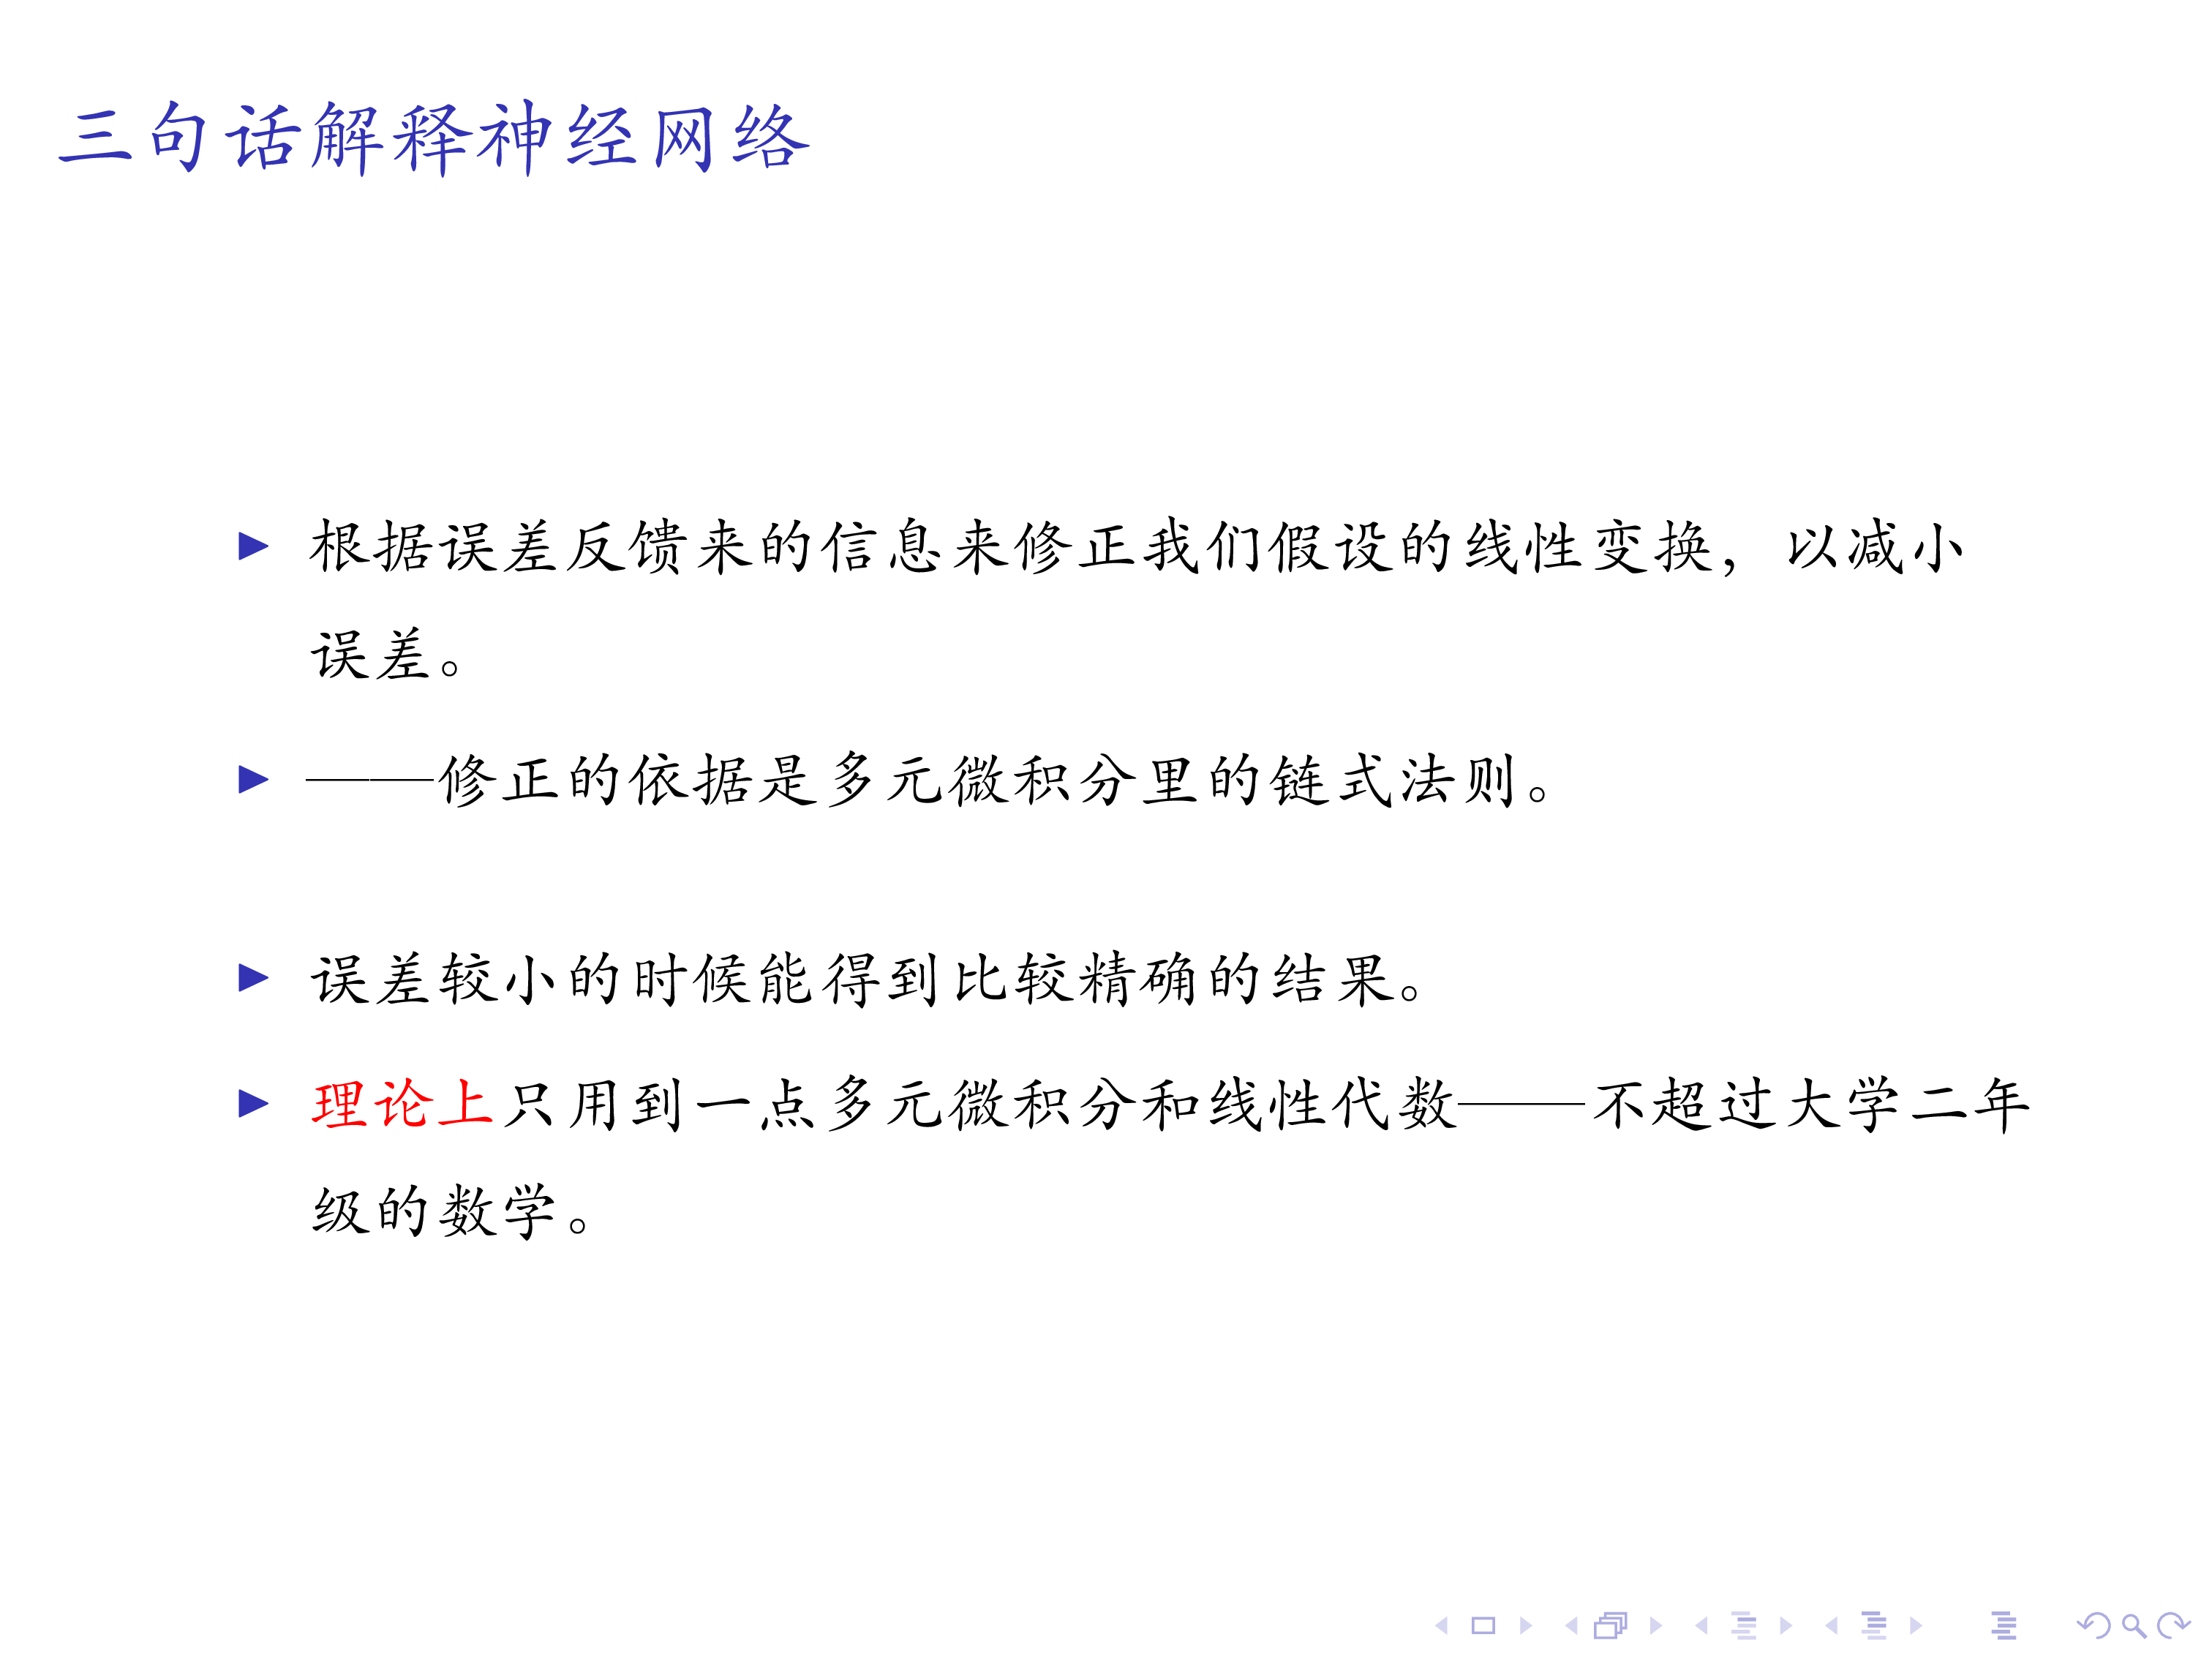 三句话解释神经网络
根据误差反馈来的信息来修正我们假设的线性变换，以减小
误差。
——修正的依据是多元微积分里的链式法则。
误差较小的时候能得到比较精确的结果。
理论上只用到一点多元微积分和线性代数——不超过大学二年
级的数学。